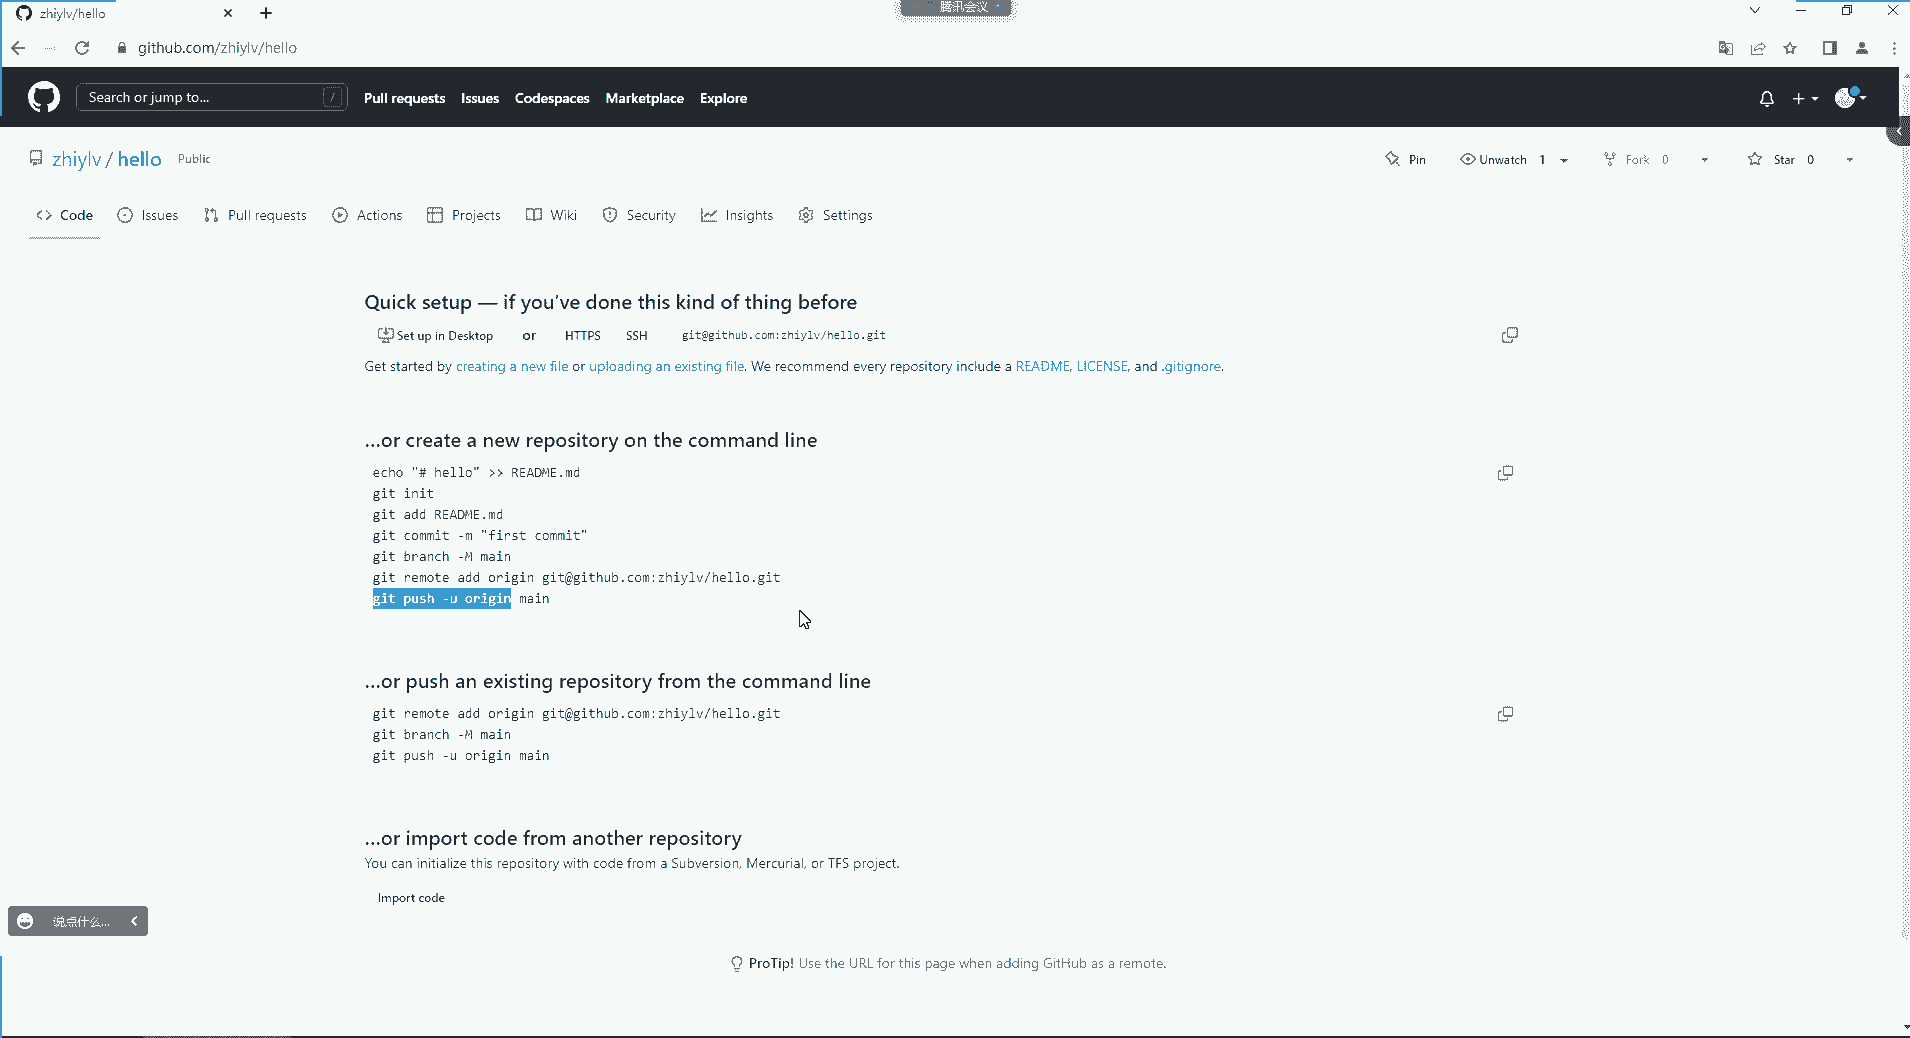 zhiylv/hello
腾讯会议
github.com/zhiylv/hello
Search or jump to... /
Pull requests Issues Codespaces Marketplace Explore
zhiylv / hello Public
Pin Unwatch 1 Fork 0 Star 0
Code Issues Pull requests Actions Projects Wiki Security Insights Settings
Quick setup — if you've done this kind of thing before
Set up in Desktop or HTTPS SSH git@github.com:zhiylv/hello.git
Get started by creating a new file or uploading an existing file. We recommend every repository include a README, LICENSE, and .gitignore.
...or create a new repository on the command line
echo "# hello" >> README.md
git init
git add README.md
git commit -m "first commit"
git branch -M main
git remote add origin git@github.com:zhiylv/hello.git
git push -u origin main
...or push an existing repository from the command line
git remote add origin git@github.com:zhiylv/hello.git
git branch -M main
git push -u origin main
...or import code from another repository
You can initialize this repository with code from a Subversion, Mercurial, or TFS project.
Import code
说点什么...
ProTip! Use the URL for this page when adding GitHub as a remote.